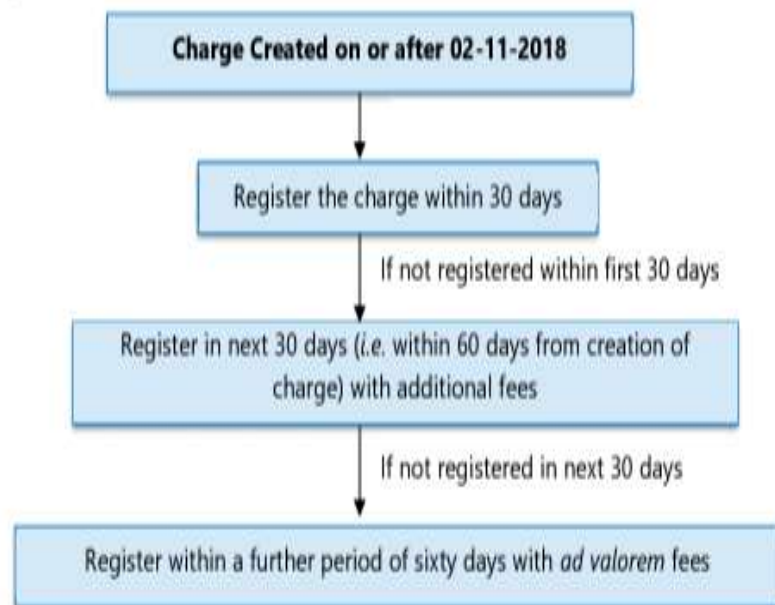 Charge Created on or after 02-11-2018
Register the charge within 30 days
If not registered within first 30 days
Register in next 30 days (i.e. within 60 days from creation of
charge) with additional fees
If not registered in next 30 days
Register within a further period of sixty days with ad valorem fees